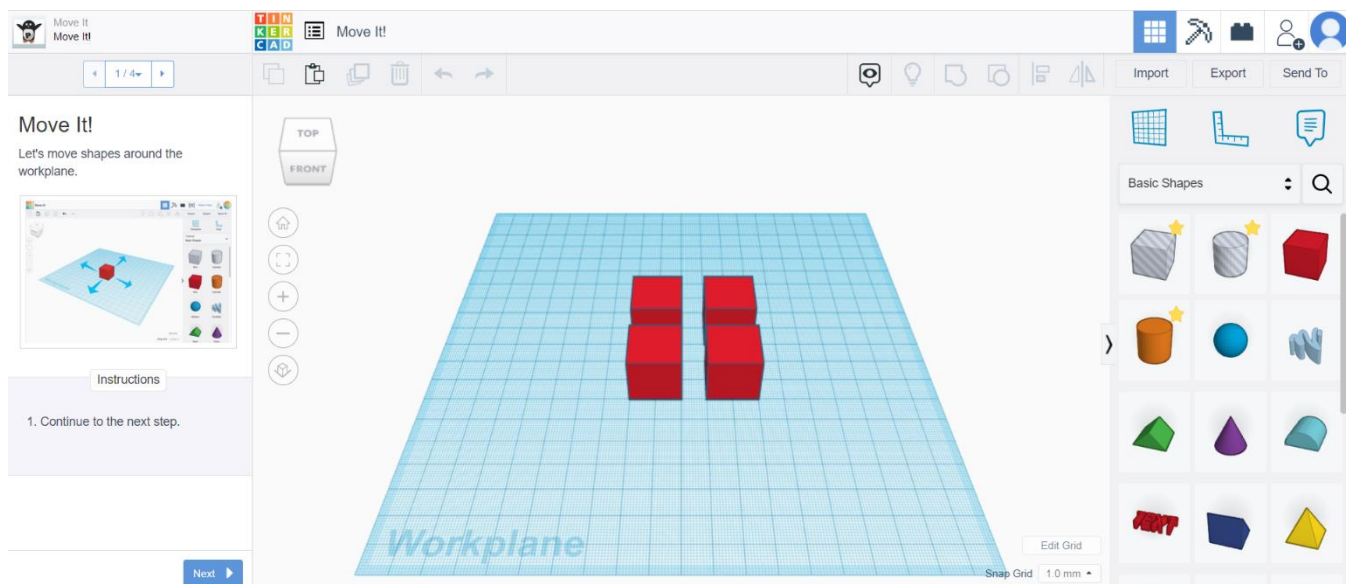 Move It
Move It!
TIN
KER
CAD
Move It!
1 / 4
Import
Export
Send To
Move It!
Let's move shapes around the
workplane.
Instructions
1. Continue to the next step.
Next
TOP
FRONT
Workplane
Edit Grid
Snap Grid 1.0 mm
Basic Shapes
TEXT